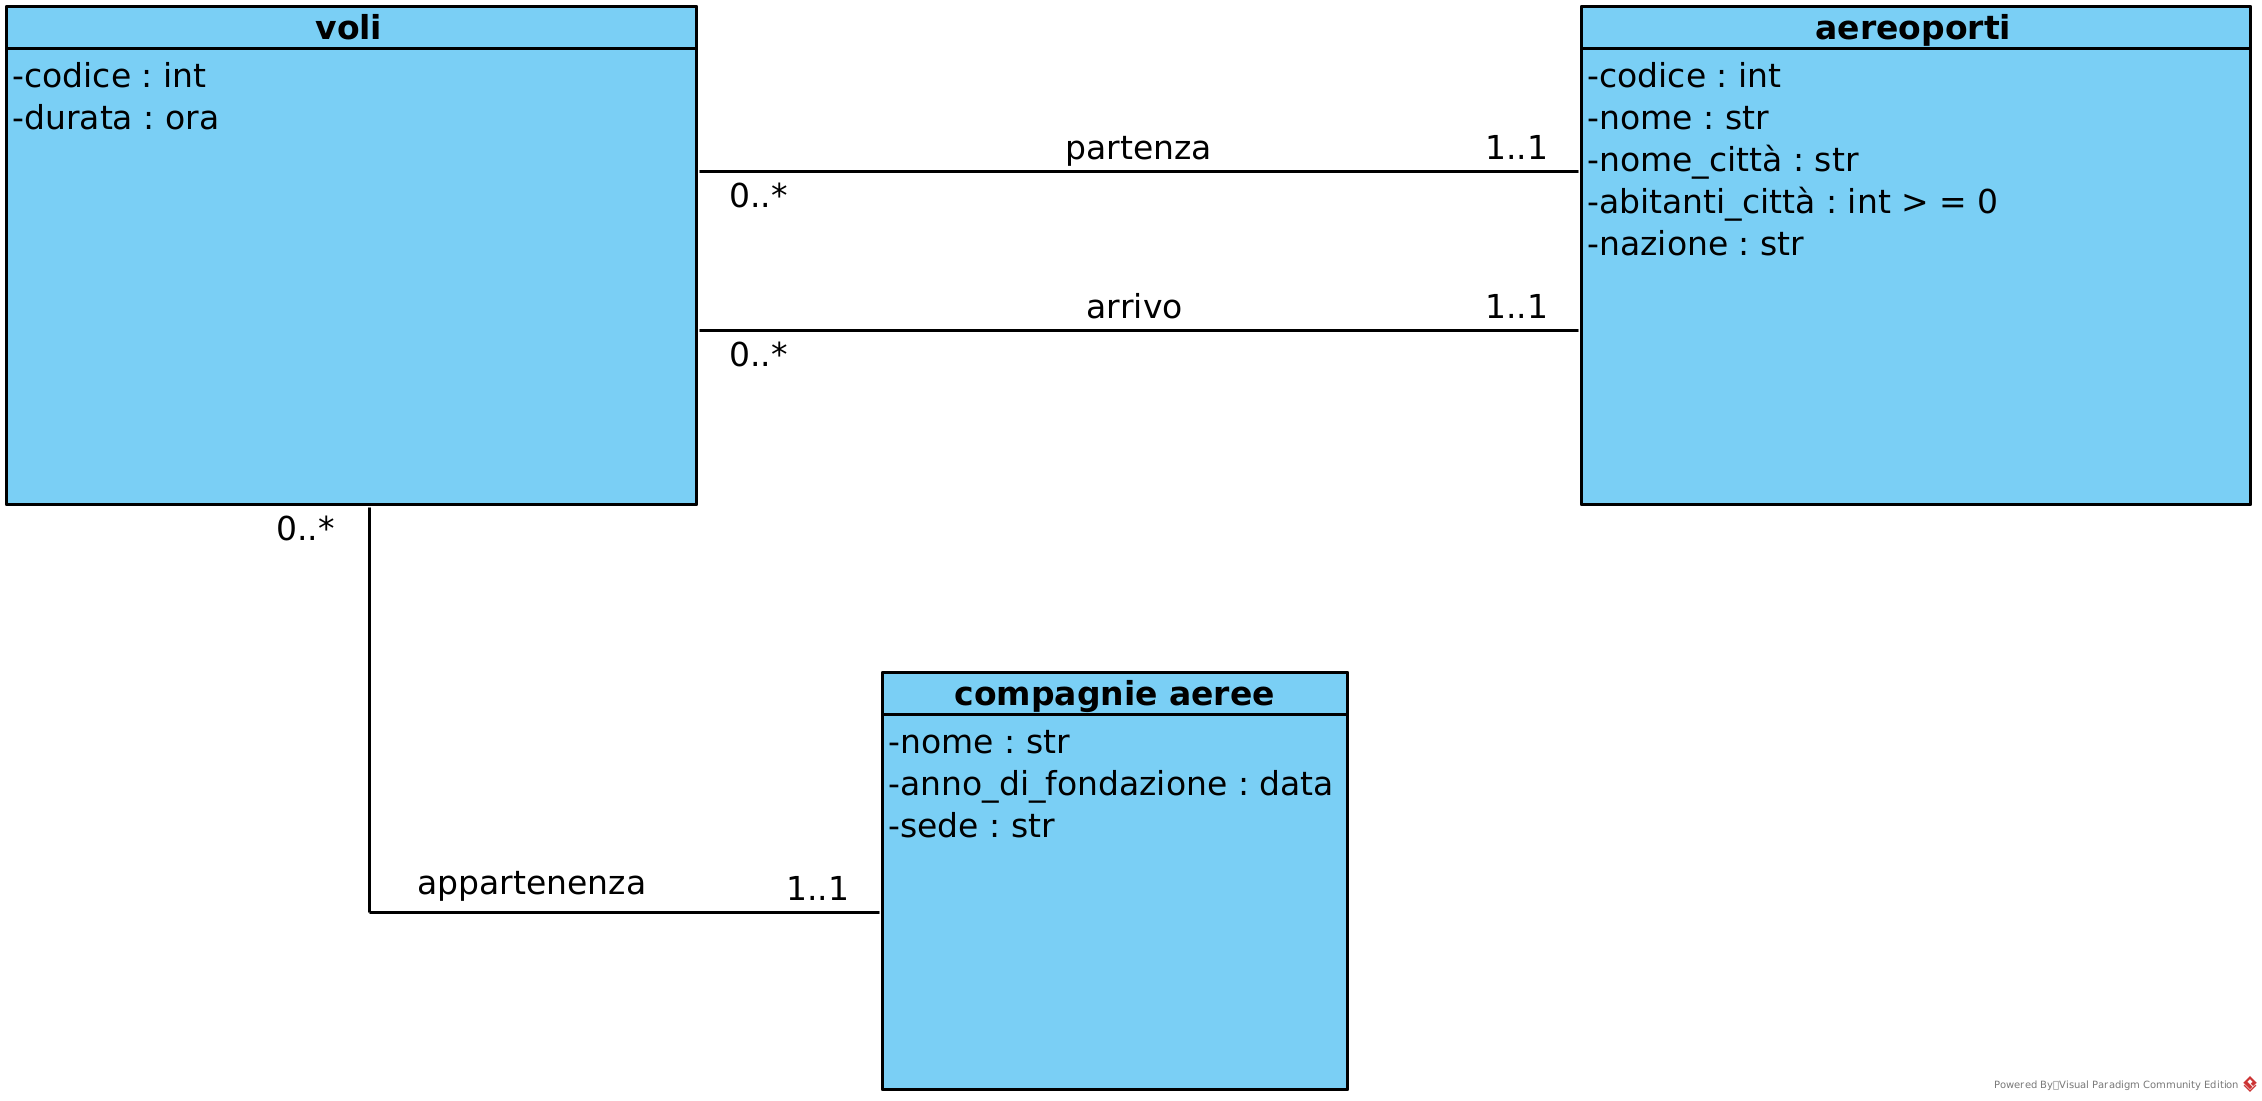 voli
-codice : int
-durata : ora
aereoporti
-codice : int
-nome : str
-nome_città : str
-abitanti_città : int > = 0
-nazione : str
partenza
1..1
0..*
arrivo
1..1
0..*
0..*
appartenenza
1..1
compagnie aeree
-nome : str
-anno_di_fondazione : data
-sede : str
Powered By Visual Paradigm Community Edition